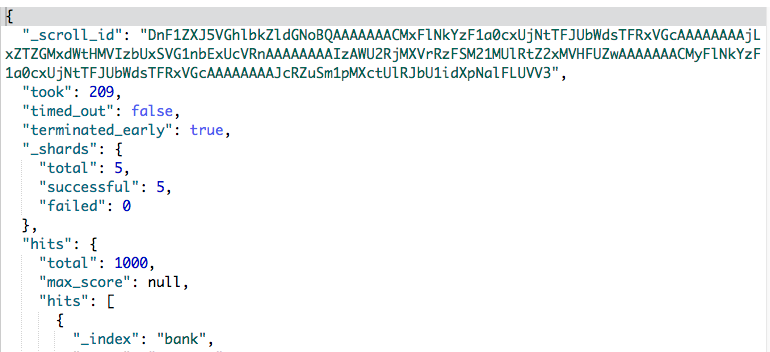 {
"_scroll_id": "DnF1ZXJ5VGhlbkZldGNoBQAAAAAAACMxFlNkYzF1a0cxUjNtTFJUbWdsTFRxVGcAAAAAAAAjL
xZTZGMxdWtHMVIzbUxSVG1nbExUcVRnAAAAAAAAIzAWU2RjMXVrRzFSM21MUlRtZ2xMVHFUZwAAAAAAACMyFlNkYzF
1a0cxUjNtTFJUbWdsTFRxVGcAAAAAAAAJcRZuSm1pMXctUlRJbU1idXpNalFLUVV3",
"took": 209,
"timed_out": false,
"terminated_early": true,
"_shards": {
"total": 5,
"successful": 5,
"failed": 0
},
"hits": {
"total": 1000,
"max_score": null,
"hits": [
{
"_index": "bank",